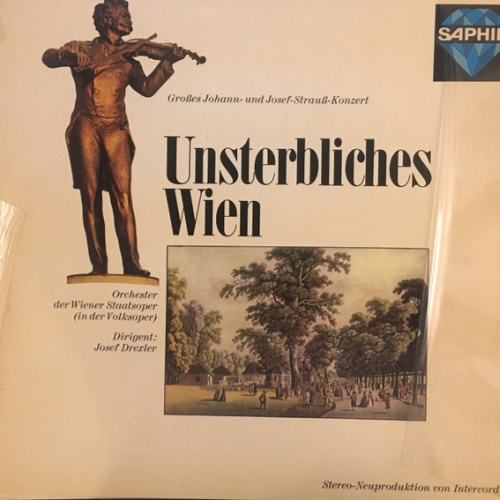 SAPHIR
Großes Johann- und Josef-Strauß-Konzert
Unsterbliches
Wien
Orchester
der Wiener Staatsoper
(in der Volksoper)
Dirigent:
Josef Drexler
Stereo-Neuproduktion von Intercord